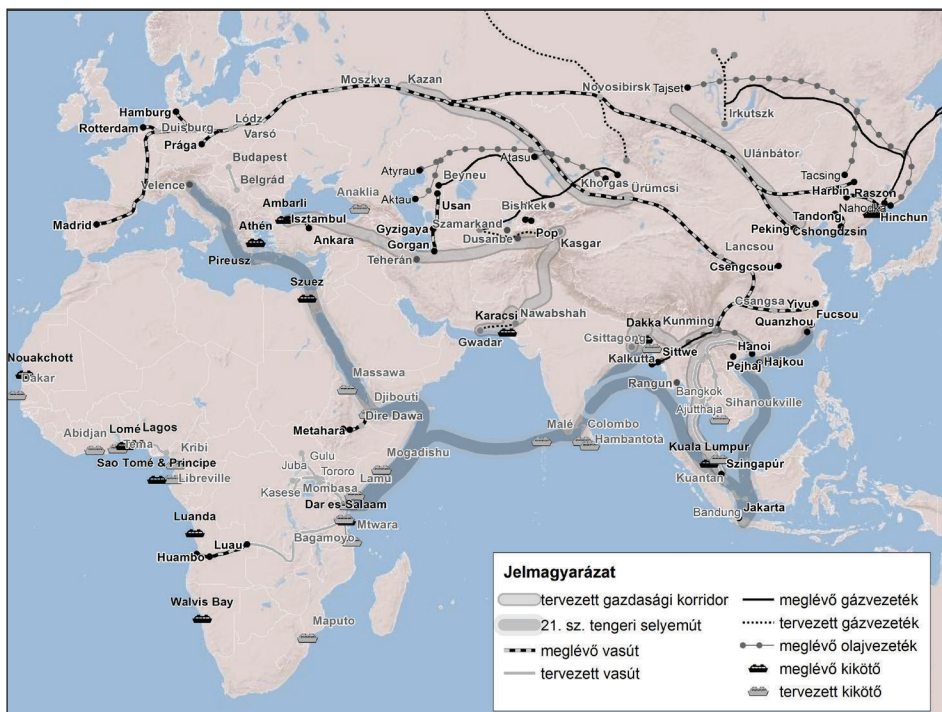 Moszkva
Kazan
Hamburg
Rotterdam
Duisburg
Lódz
Varsó
Prága
Novosibirsk
Tajset
Irkutszk
Budapest
Belgrád
Velence
Ulánbátor
Atyrau
Atasu
Tacsing
Beyneu
Aktau
Khorgas
Ürümcsi
Harbin
Raszon
Nahodka
Hinchun
Anaklia
Ambarli
Isztambul
Usan
Bishkek
Madrid
Athén
Ankara
Gyzigaya
Szamarkand
Dusanbe
Pop
Gorgan
Kasgar
Tandong
Peking
Cshongdzsin
Pireusz
Teherán
Lancsou
Csengcsou
Szuez
Karacsi
Nawabshah
Gwadar
Dakka
Kunming
Csangsa
Yivu
Fucsou
Quanzhou
Csittagong
Kalkutta
Sittwe
Hanoi
Pejhaj
Hajkou
Nouakchott
Dakar
Massawa
Rangun
Bangkok
Ajutthaja
Sihanoukville
Djibouti
Dire Dawa
Metahara
Abidjan
Lomé
Lagos
Tema
Kribi
Malé
Colombo
Hambantota
Mogadishu
Gulu
Juba
Tororo
Kuala Lumpur
Szingapúr
Kuantan
Sao Tomé & Principe
Libreville
Kasese
Mombasa
Lamu
Dar es-Salaam
Bandung
Jakarta
Luanda
Bagamoyo
Mtwara
Luau
Huambo
Walvis Bay
Maputo
Jelmagyarázat
tervezett gazdasági korridor
21. sz. tengeri selyemút
meglévő vasút
tervezett vasút
meglévő gázvezeték
tervezett gázvezeték
meglévő olajvezeték
meglévő kikötő
tervezett kikötő